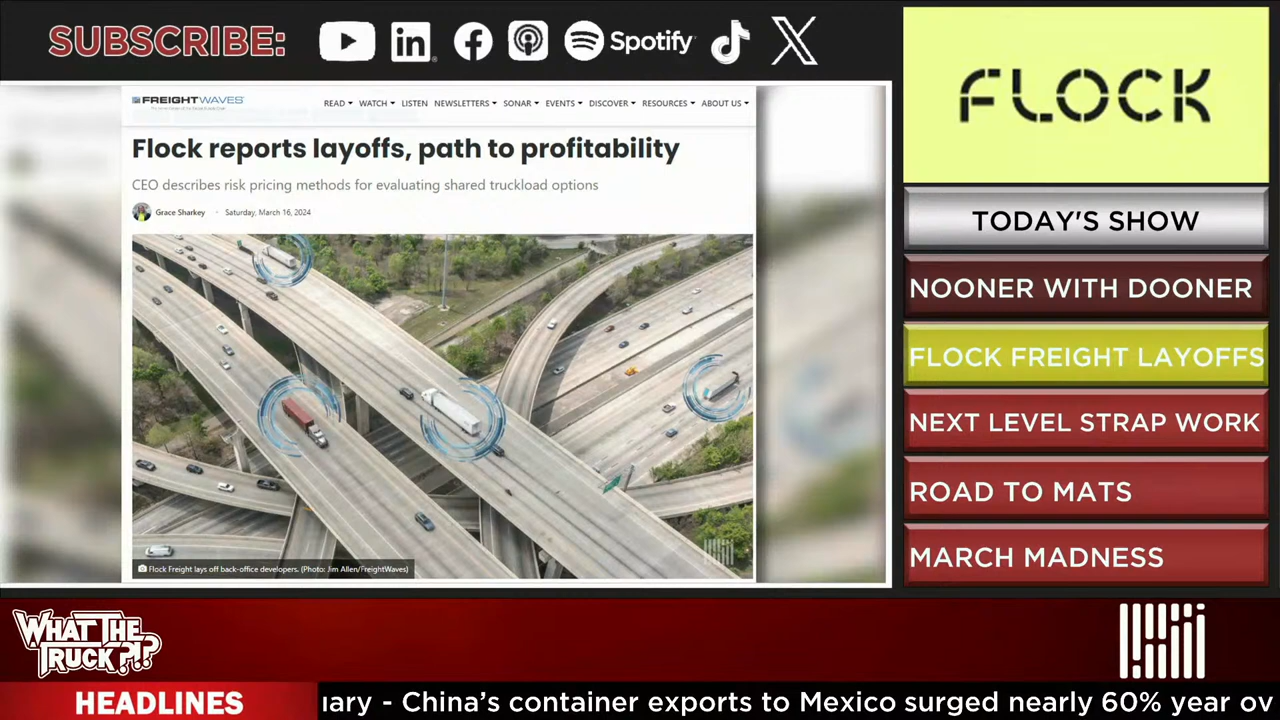 SUBSCRIBE:
Spotify
FLOCK
FREIGHTWAVES
READ
WATCH
LISTEN
NEWSLETTERS
SONAR
EVENTS
DISCOVER
RESOURCES
ABOUT US
Flock reports layoffs, path to profitability
CEO describes risk pricing methods for evaluating shared truckload options
Grace Sharkey
Saturday, March 16, 2024
Flock Freight lays off back-office developers. (Photo: Jim Allen/FreightWaves)
TODAY'S SHOW
NOONER WITH DOONER
FLOCK FREIGHT LAYOFFS
NEXT LEVEL STRAP WORK
ROAD TO MATS
MARCH MADNESS
WHAT THE
TRUCK?!?
HEADLINES
uary - China's container exports to Mexico surged nearly 60% year ov